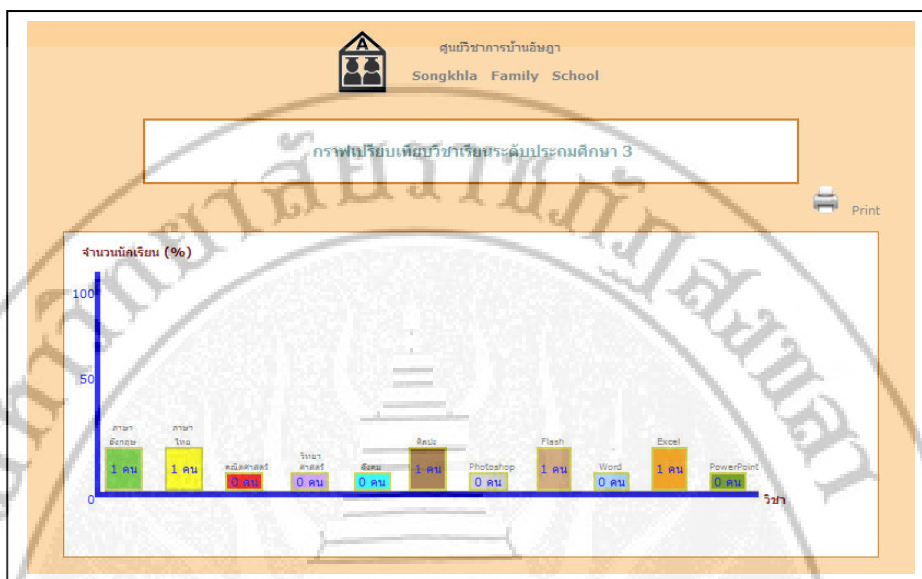 ศูนย์วิชาการบ้านอัษฎา
Songkhla Family School
กราฟเปรียบเทียบวิชาเรียนระดับประถมศึกษา 3
Print
จำนวนนักเรียน (%)
100
50
0
ภาษา
อังกฤษ
1 คน
ภาษา
ไทย
1 คน
คณิตศาสตร์
0 คน
วิทยา
ศาสตร์
0 คน
สังคม
0 คน
ศิลปะ
1 คน
Photoshop
0 คน
Flash
1 คน
Word
0 คน
Excel
1 คน
PowerPoint
0 คน
วิชา
A